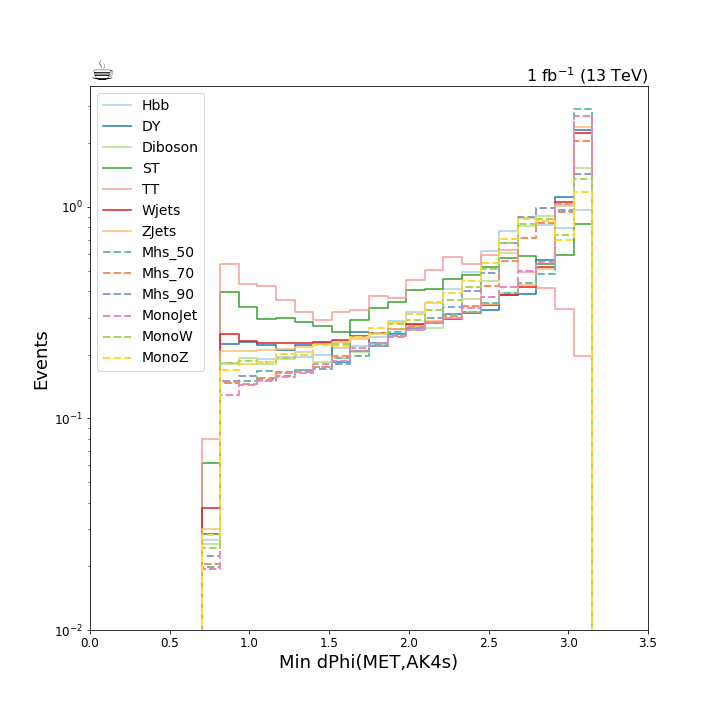 ☕ 1 fb⁻¹ (13 TeV)
Hbb
DY
Diboson
ST
TT
Wjets
ZJets
Mhs_50
Mhs_70
Mhs_90
MonoJet
MonoW
MonoZ
Events
10⁰
10⁻¹
10⁻²
0.0 0.5 1.0 1.5 2.0 2.5 3.0 3.5
Min dPhi(MET,AK4s)